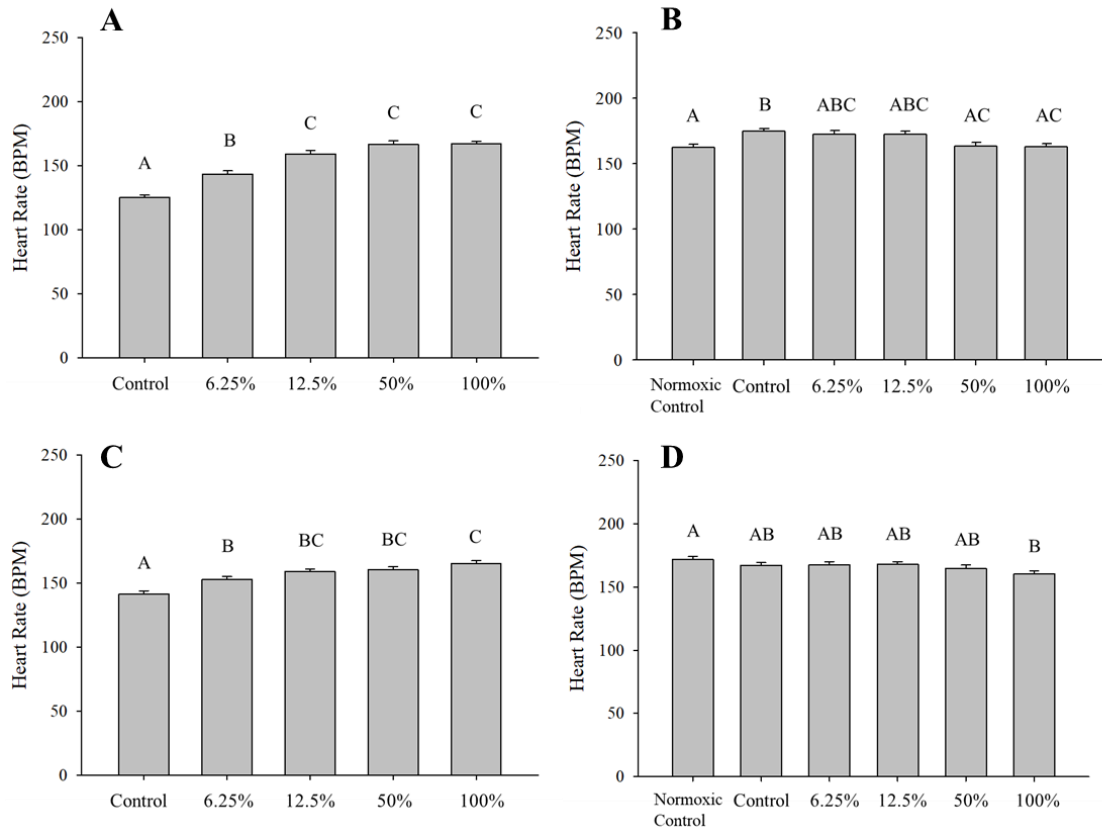 A
Heart Rate (BPM)
250
200
150
100
50
0
A
B
C
C
C
Control
6.25%
12.5%
50%
100%
B
Heart Rate (BPM)
250
200
150
100
50
0
A
B
ABC
ABC
AC
AC
Normoxic
Control
Control
6.25%
12.5%
50%
100%
C
Heart Rate (BPM)
250
200
150
100
50
0
A
B
BC
BC
C
Control
6.25%
12.5%
50%
100%
D
Heart Rate (BPM)
250
200
150
100
50
0
A
AB
AB
AB
AB
B
Normoxic
Control
Control
6.25%
12.5%
50%
100%